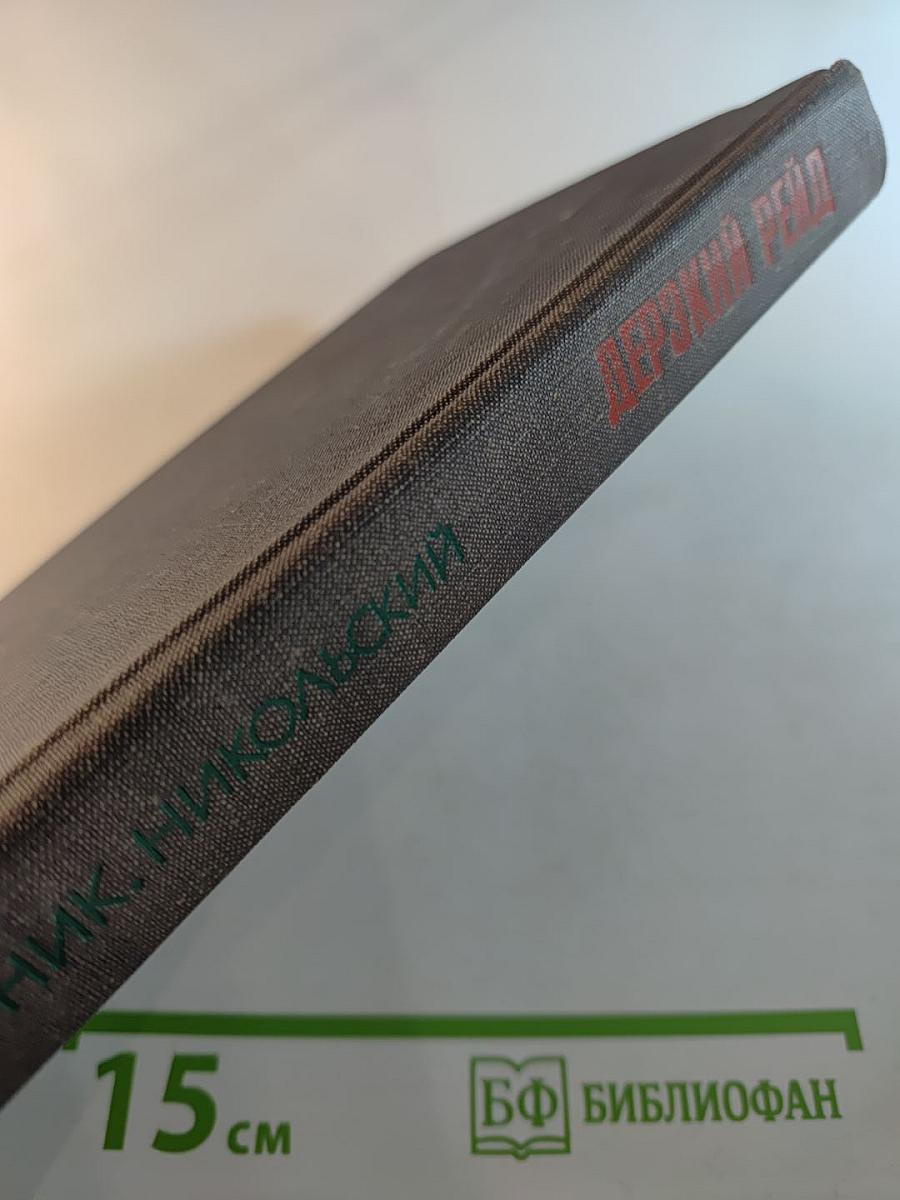 НИК. НИКОЛЬСКИЙ
ДЕРЗКИЙ РЕЙД
15 см
БФ БИБЛИОФАН